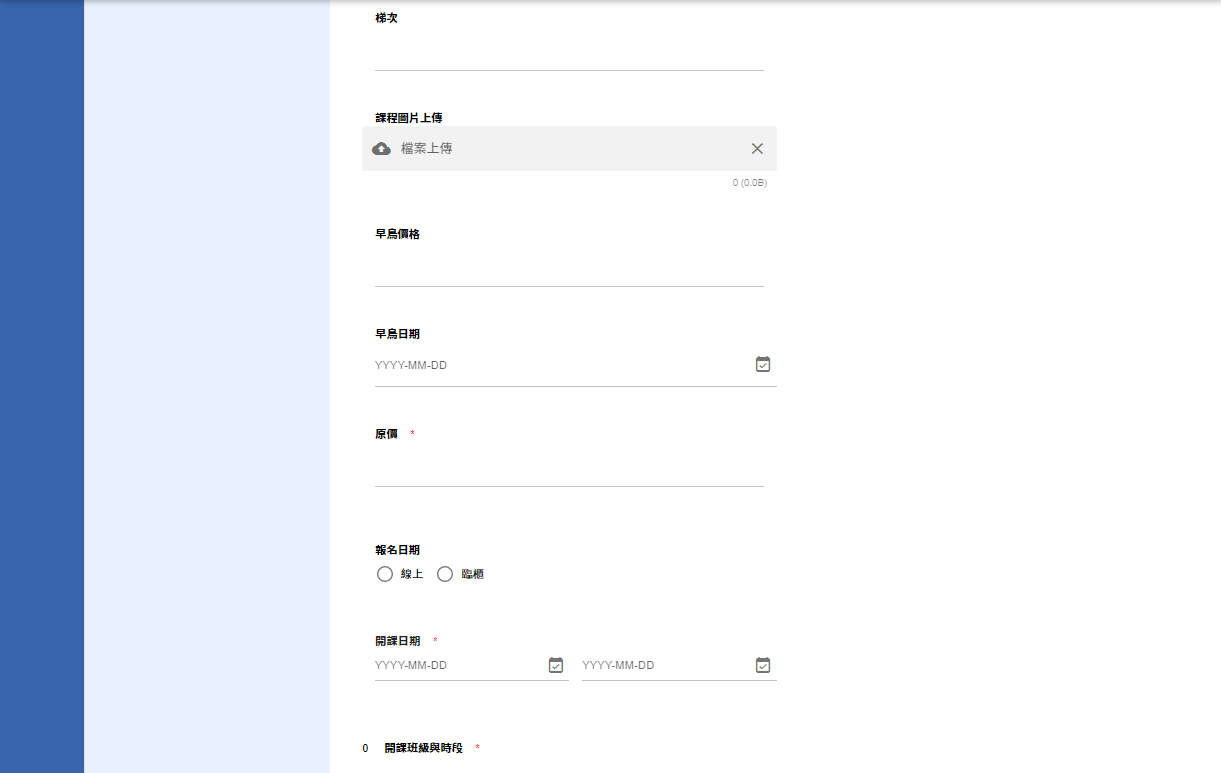 梯次
課程圖片上傳
檔案上傳
0 (0.0B)
早鳥價格
早鳥日期
YYYY-MM-DD
原價 *
報名日期
線上 臨櫃
開課日期 *
YYYY-MM-DD YYYY-MM-DD
0 開課班級與時段 *